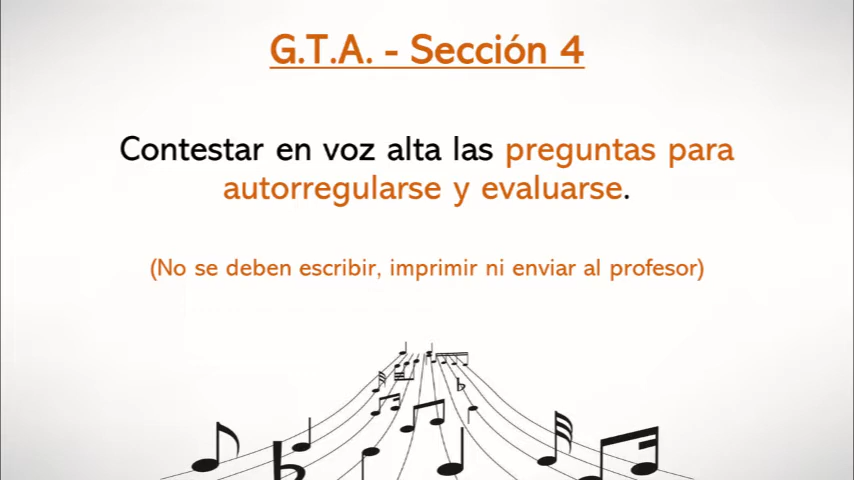 G.T.A. - Sección 4
Contestar en voz alta las preguntas para
autorregularse y evaluarse.
(No se deben escribir, imprimir ni enviar al profesor)